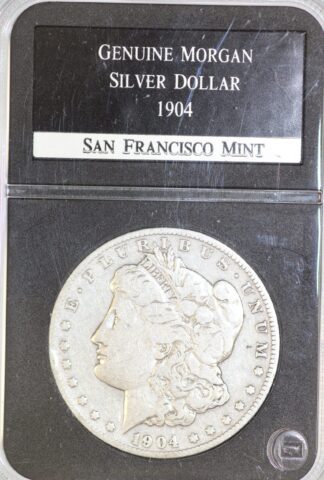 GENUINE MORGAN
SILVER DOLLAR
1904
SAN FRANCISCO MINT
E·PLURIBUS·UNUM
LIBERTY
1904